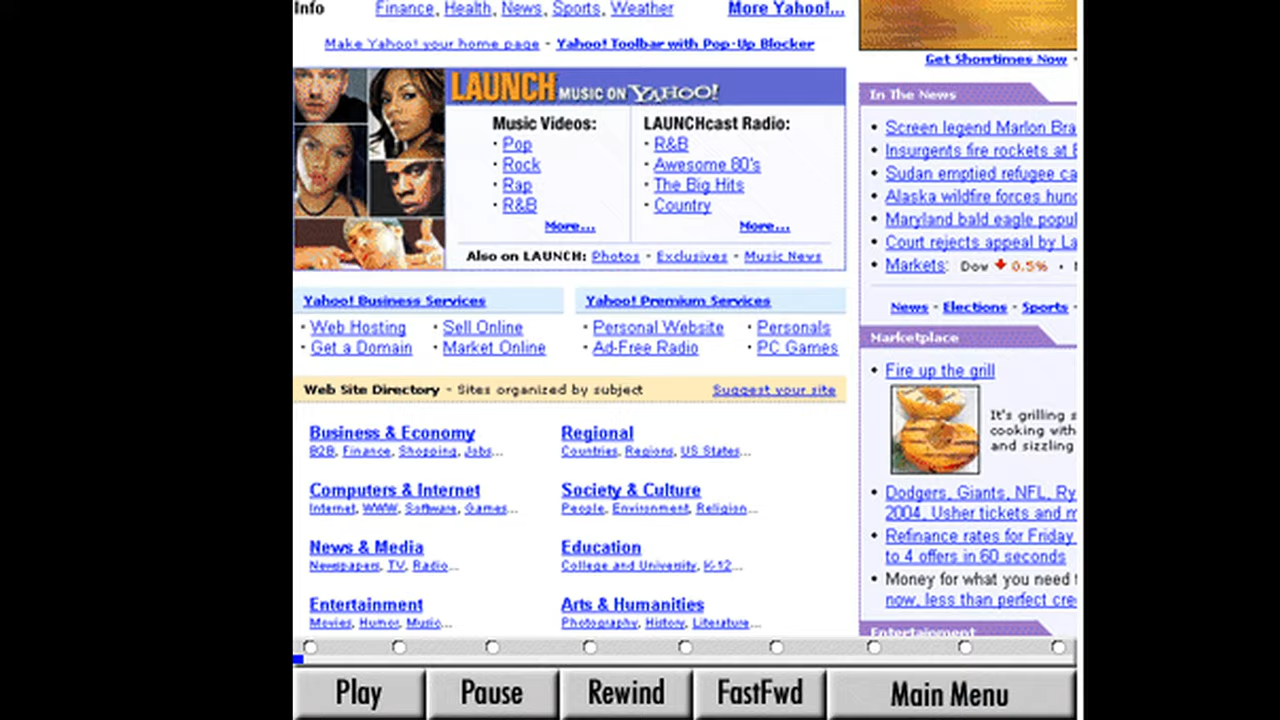 Info Finance, Health, News, Sports, Weather More Yahoo!...
Make Yahoo! your home page - Yahoo! Toolbar with Pop-Up Blocker
LAUNCH MUSIC ON YAHOO!
Music Videos:
· Pop
· Rock
· Rap
· R&B
More...
LAUNCHcast Radio:
· R&B
· Awesome 80's
· The Big Hits
· Country
More...
Also on LAUNCH: Photos - Exclusives - Music News
Yahoo! Business Services
· Web Hosting · Sell Online
· Get a Domain · Market Online
Yahoo! Premium Services
· Personal Website · Personals
· Ad-Free Radio · PC Games
Web Site Directory - Sites organized by subject Suggest your site
Business & Economy
B2B, Finance, Shopping, Jobs...
Regional
Countries, Regions, US States...
Computers & Internet
Internet, WWW, Software, Games...
Society & Culture
People, Environment, Religion...
News & Media
Newspapers, TV, Radio...
Education
College and University, K-12...
Entertainment
Movies, Humor, Music...
Arts & Humanities
Photography, History, Literature...
Get Showtimes Now
In The News
• Screen legend Marlon Bra
• Insurgents fire rockets at
• Sudan emptied refugee ca
• Alaska wildfire forces hund
• Maryland bald eagle popul
• Court rejects appeal by La
• Markets: Dow 0.5% ·
News - Elections - Sports -
Marketplace
• Fire up the grill
It's grilling s
cooking with
and sizzling
• Dodgers, Giants, NFL, Ry
2004, Usher tickets and m
• Refinance rates for Friday
to 4 offers in 60 seconds
• Money for what you need
now, less than perfect cre
Entertainment
Play Pause Rewind FastFwd Main Menu